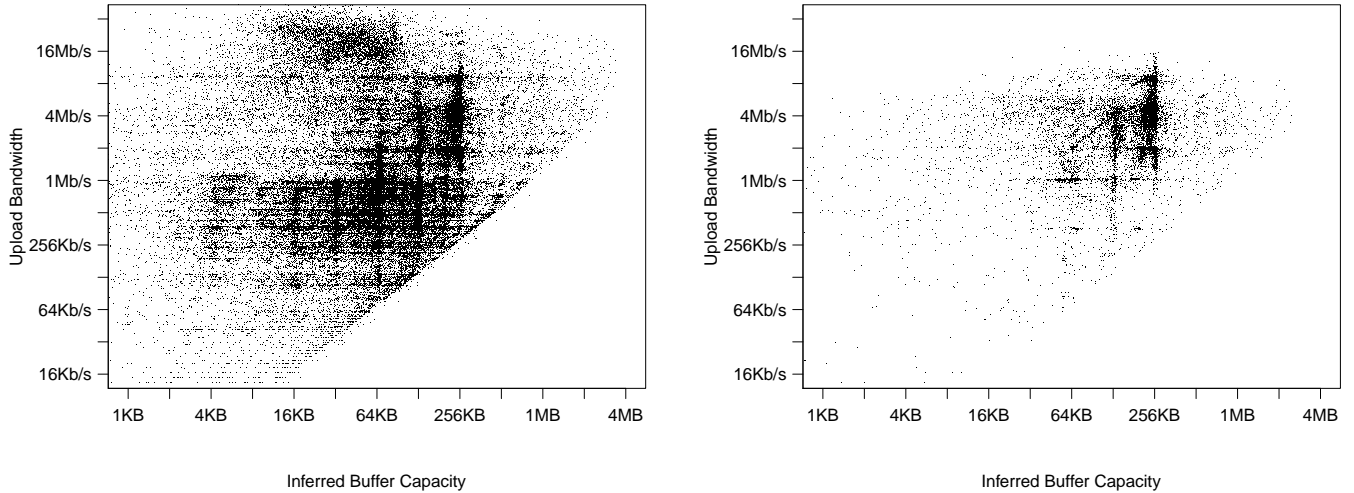 Upload Bandwidth
16Mb/s
4Mb/s
1Mb/s
256Kb/s
64Kb/s
16Kb/s
1KB 4KB 16KB 64KB 256KB 1MB 4MB
Inferred Buffer Capacity
Upload Bandwidth
16Mb/s
4Mb/s
1Mb/s
256Kb/s
64Kb/s
16Kb/s
1KB 4KB 16KB 64KB 256KB 1MB 4MB
Inferred Buffer Capacity